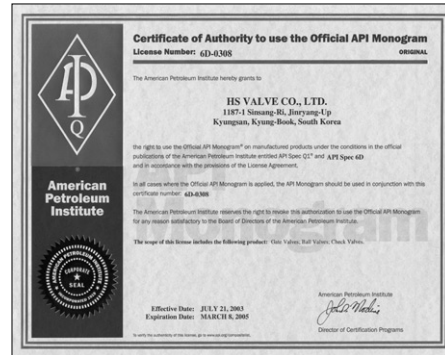 Certificate of Authority to use the Official API Monogram
License Number: 6D-0308
ORIGINAL
The American Petroleum Institute hereby grants to
HS VALVE CO., LTD.
1187-1 Simang-Ri, Jinryang-Up
Kyungsan, Kyung-Book, South Korea
the right to use the Official API Monogram® on manufactured products under the conditions in the official
publications of the American Petroleum Institute entitled API Spec Q1® and API Spec 6D
and in accordance with the provisions of the License Agreement.
In all cases where the Official API Monogram is applied, the API Monogram should be used in conjunction with this
certificate number: 6D-0308
The American Petroleum Institute reserves the right to revoke this authorization to use the Official API Monogram
for any reason satisfactory to the Board of Directors of the American Petroleum Institute.
The scope of this license includes the following product: Gate Valves, Ball Valves, Check Valves.
API
Q
American
Petroleum
Institute
AMERICAN PETROLEUM INSTITUTE
CORPORATE
SEAL
Effective Date: JULY 21, 2003
Expiration Date: MARCH 8, 2005
American Petroleum Institute
Director of Certification Programs